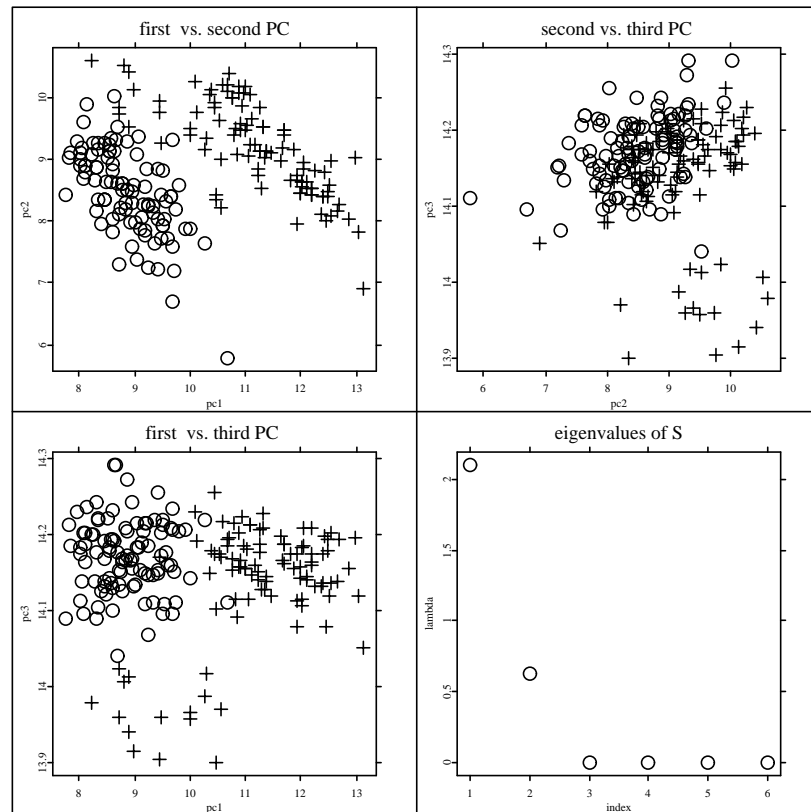 first vs. second PC
10
9
8
7
6
pc2
8 9 10 11 12 13
pc1
second vs. third PC
14.3
14.2
14.1
14
13.9
pc3
6 7 8 9 10
pc2
first vs. third PC
14.3
14.2
14.1
14
13.9
pc3
8 9 10 11 12 13
pc1
eigenvalues of S
2
1.5
1
0.5
0
lambda
1 2 3 4 5 6
index